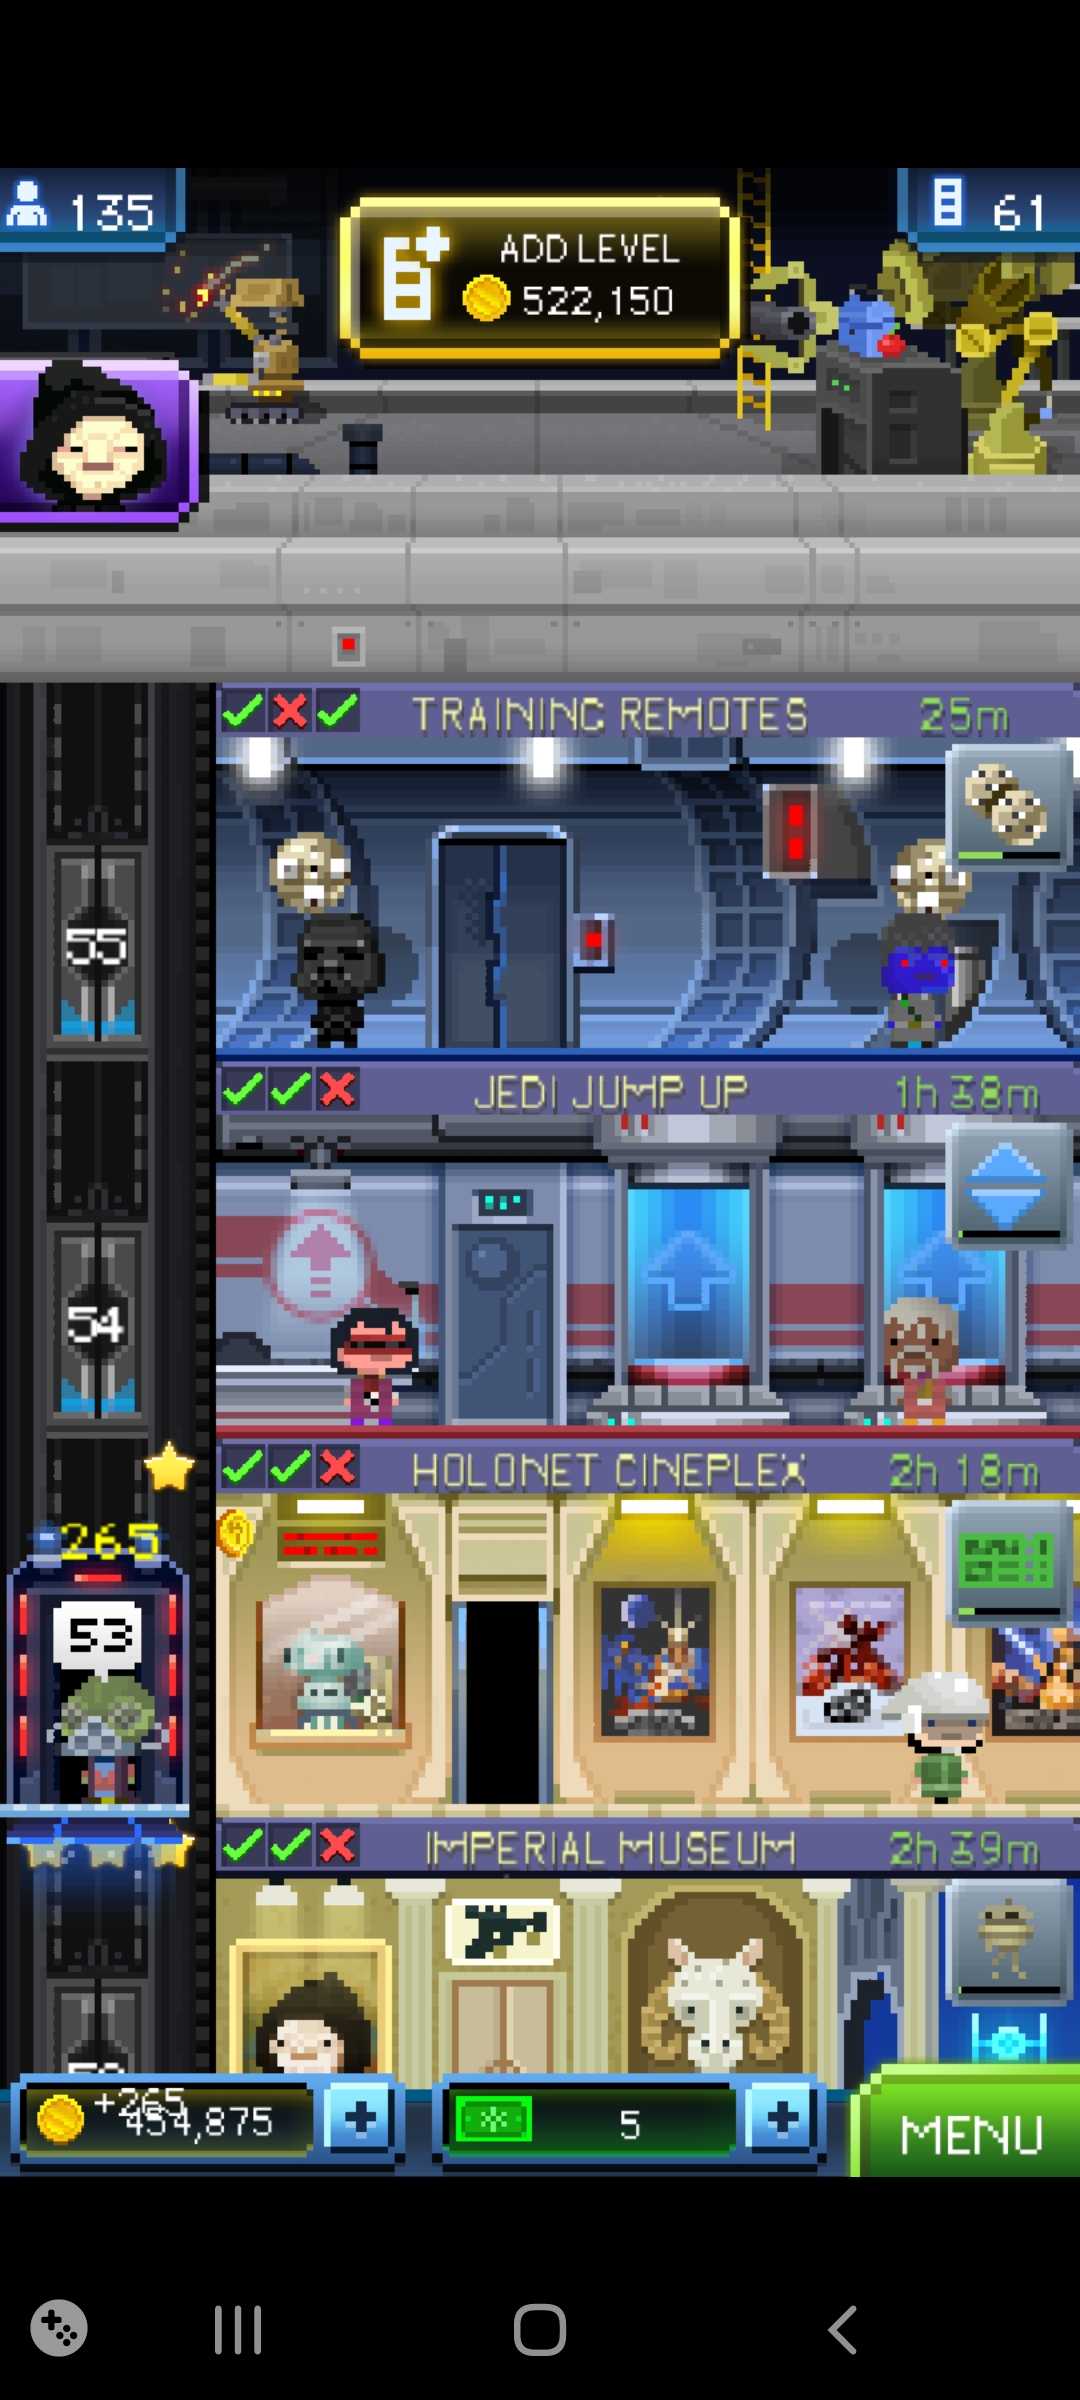 135
ADD LEVEL
522,150
61
TRAINING REMOTES 25m
55
JEDI JUMP UP 1h 38m
54
HOLONET CINEPLEX 2h 18m
265
53
IMPERIAL MUSEUM 2h 39m
+265
454,875
5
MENU